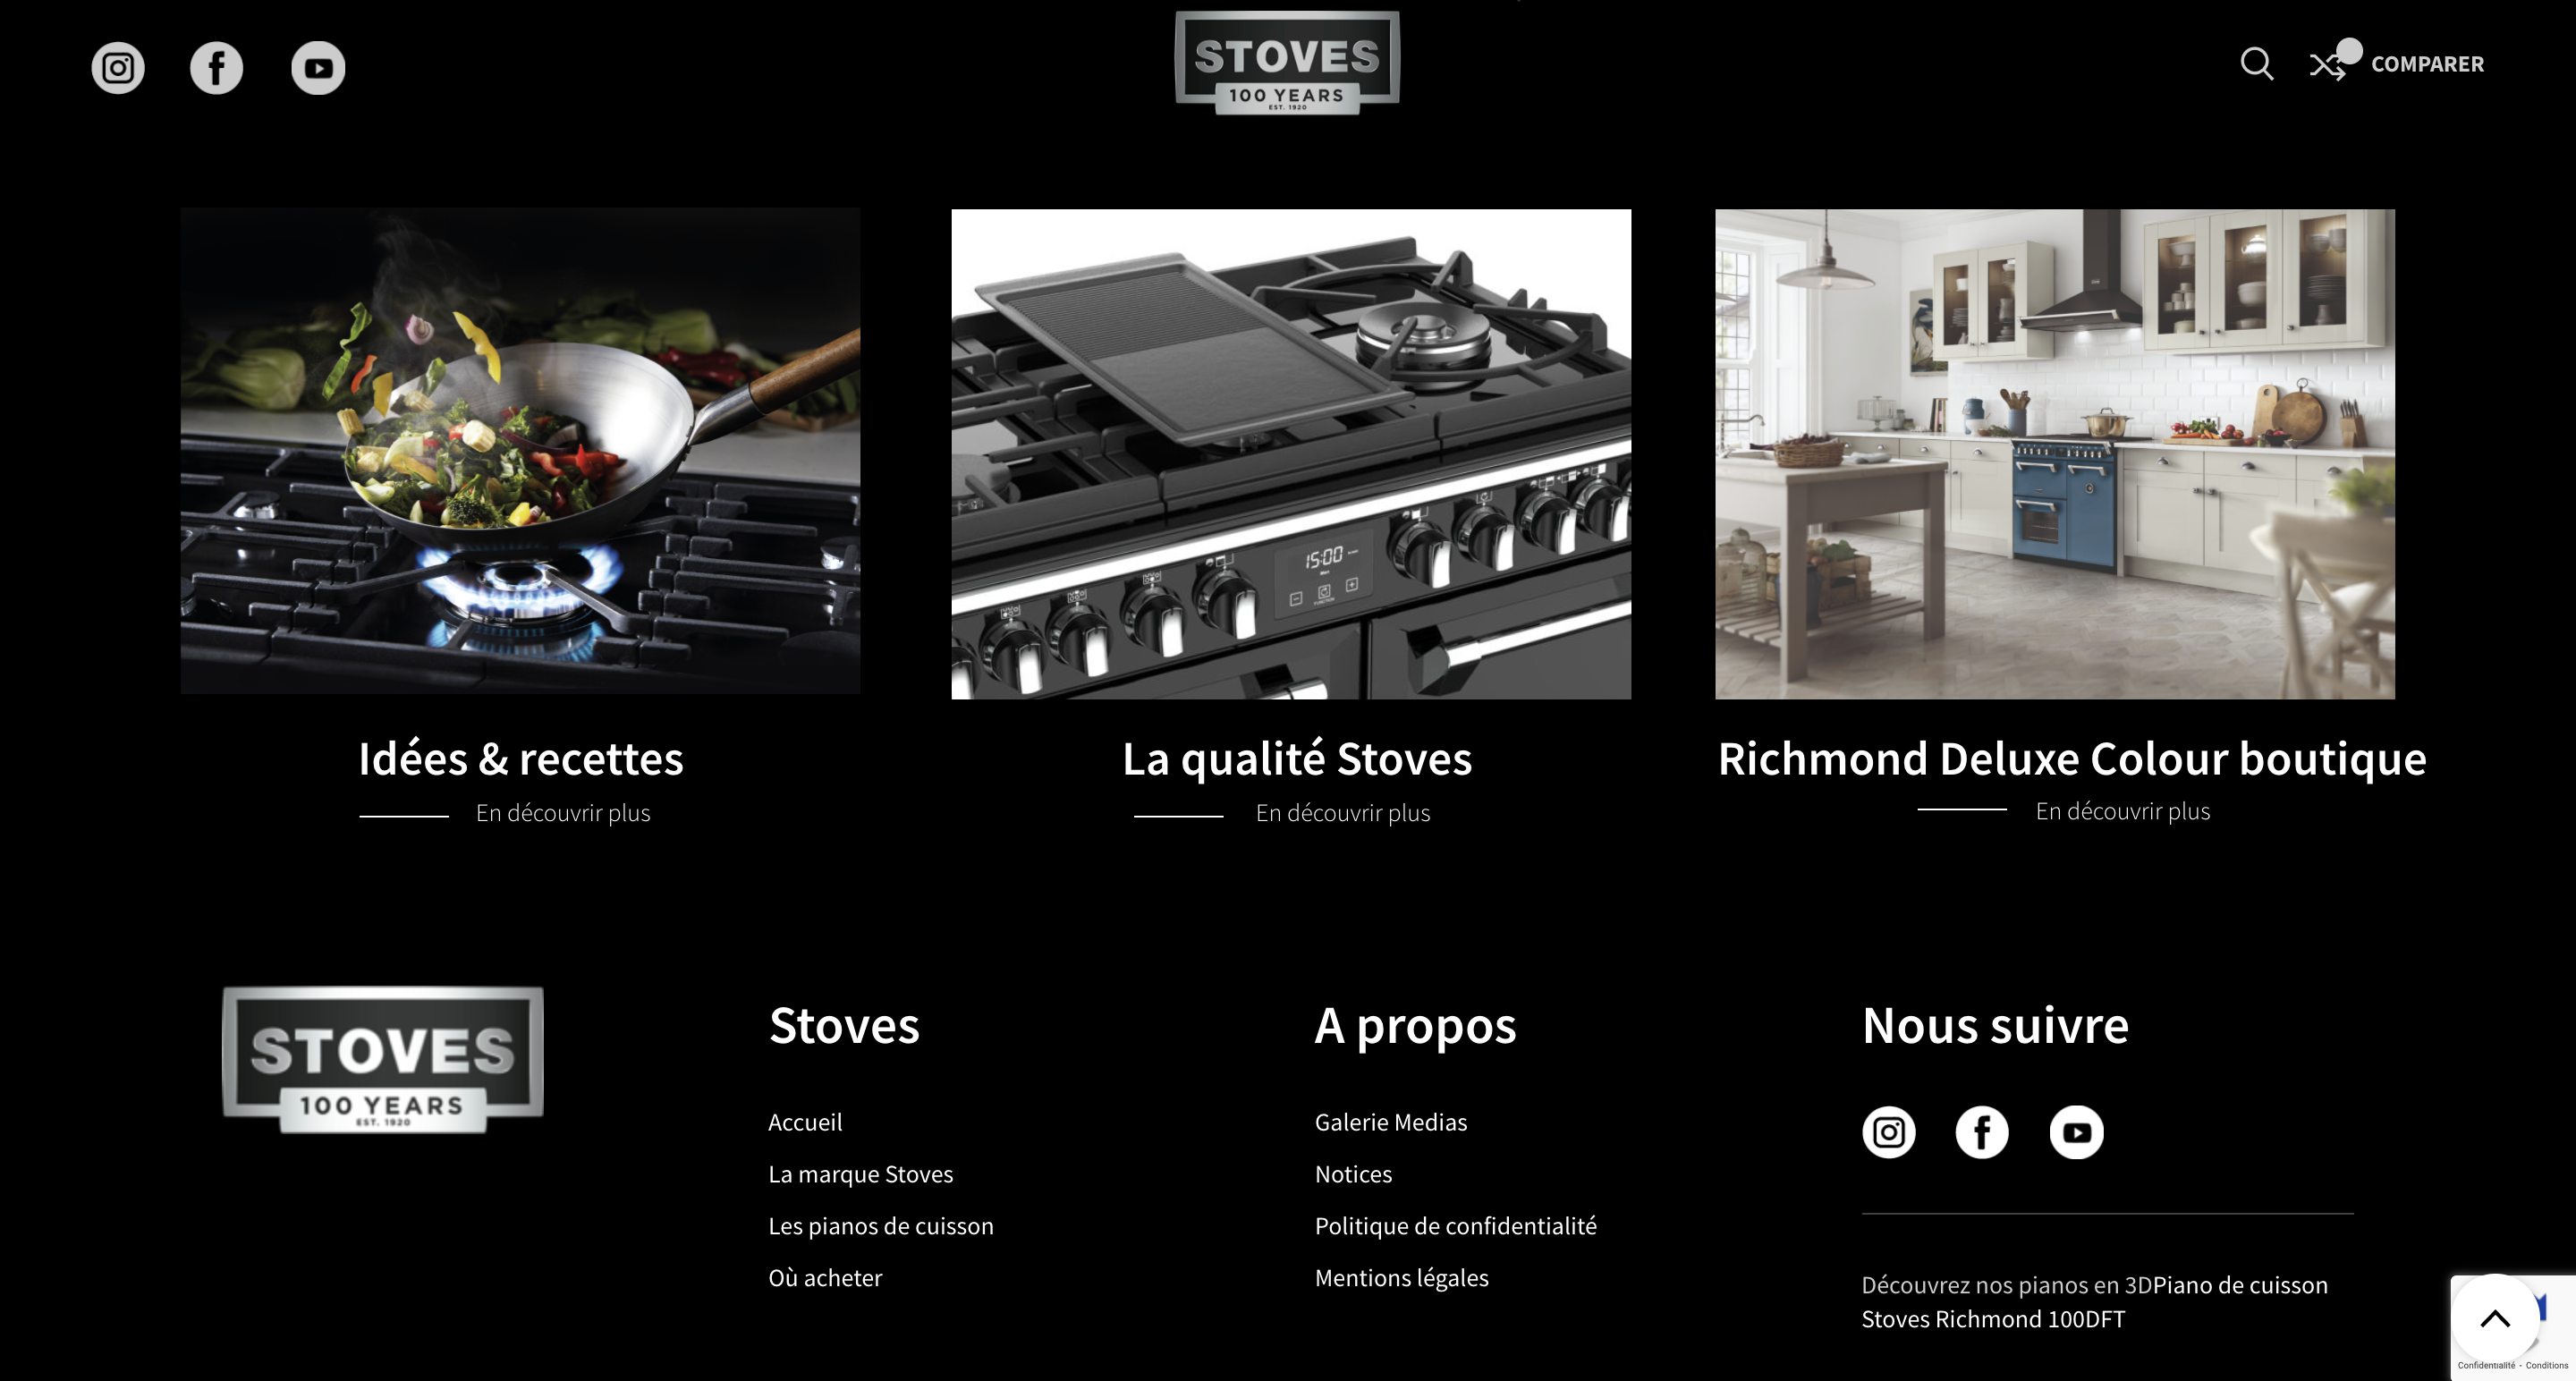 STOVES
100 YEARS
EST. 1920
COMPARER
15:00
FUNCTION
Idées & recettes
En découvrir plus
La qualité Stoves
En découvrir plus
Richmond Deluxe Colour boutique
En découvrir plus
STOVES
100 YEARS
EST. 1920
Stoves
Accueil
La marque Stoves
Les pianos de cuisson
Où acheter
A propos
Galerie Medias
Notices
Politique de confidentialité
Mentions légales
Nous suivre
Découvrez nos pianos en 3DPiano de cuisson
Stoves Richmond 100DFT
Confidentialité - Conditions